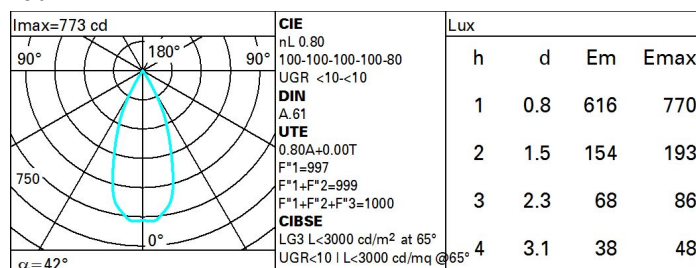 Imax=773 cd
90°
180°
90°
750
0°
α=42°
CIE
nL 0.80
100-100-100-100-80
UGR <10-<10
DIN
A.61
UTE
0.80A+0.00T
F"1=997
F"1+F"2=999
F"1+F"2+F"3=1000
CIBSE
LG3 L<3000 cd/m² at 65°
UGR<10 | L<3000 cd/mq @65°
Lux
h d Em Emax
1 0.8 616 770
2 1.5 154 193
3 2.3 68 86
4 3.1 38 48